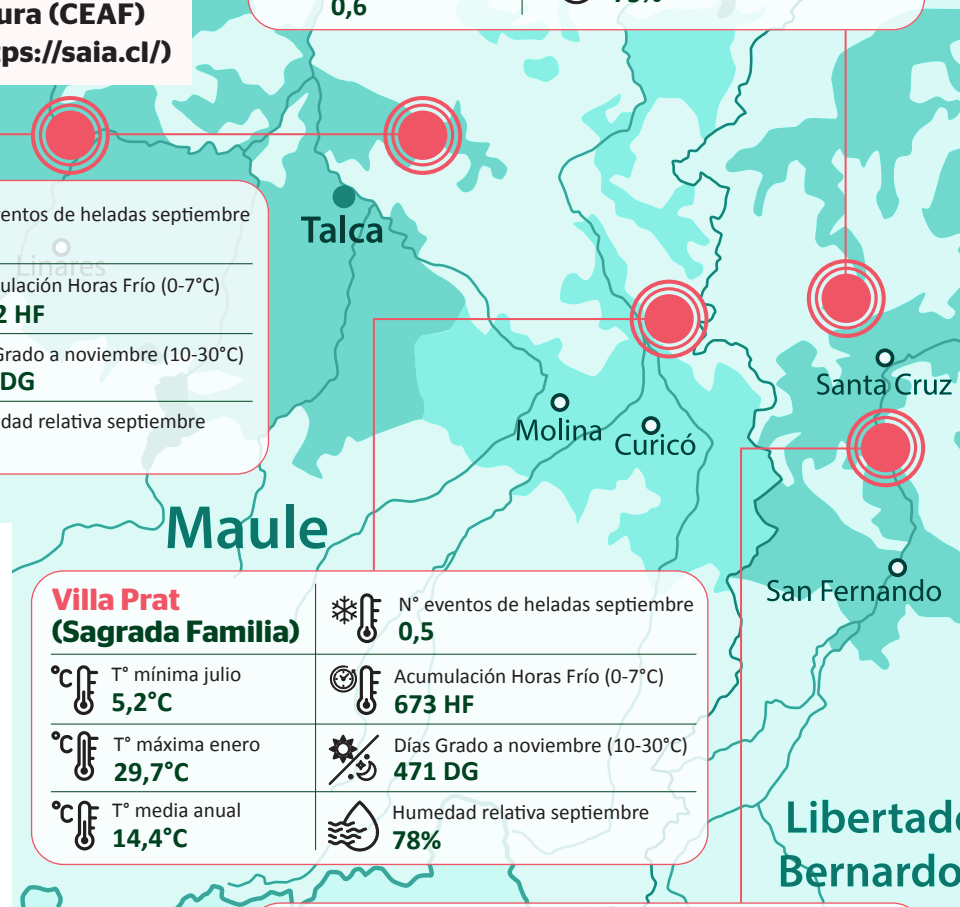 ura (CEAF)
tps://saia.cl/)
0,6
Talca
entos de heladas septiembre
Linares
ulación Horas Frío (0-7°C)
2 HF
Grado a noviembre (10-30°C)
DG
dad relativa septiembre
Santa Cruz
Molina
Curicó
Maule
San Fernando
Villa Prat
(Sagrada Familia)
T° mínima julio
5,2°C
T° máxima enero
29,7°C
T° media anual
14,4°C
N° eventos de heladas septiembre
0,5
Acumulación Horas Frío (0-7°C)
673 HF
Días Grado a noviembre (10-30°C)
471 DG
Humedad relativa septiembre
78%
°C
°C
°C
Libertad
Bernardo